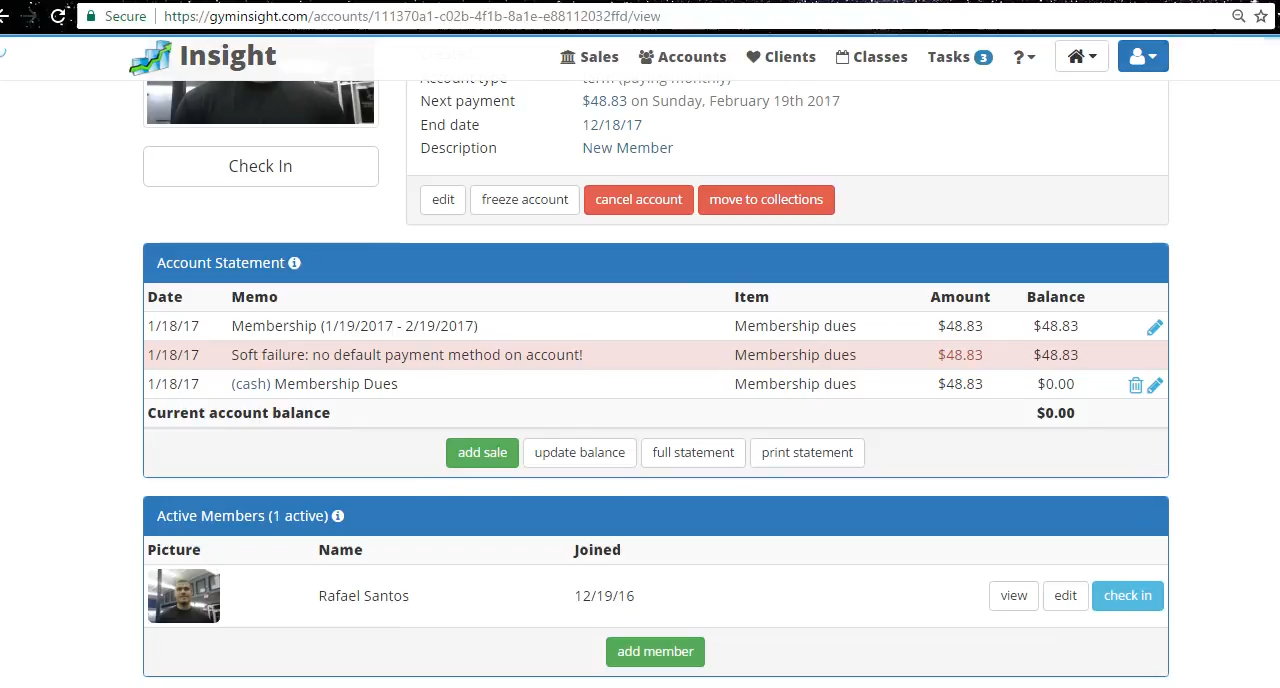 Secure https://gyminsight.com/accounts/111370a1-c02b-4f1b-8a1e-e88112032ffd/view
Insight Sales Accounts Clients Classes Tasks 3 ?
Account type term (paying monthly)
Next payment $48.83 on Sunday, February 19th 2017
End date 12/18/17
Description New Member
Check In
edit freeze account cancel account move to collections
Account Statement
Date Memo Item Amount Balance
1/18/17 Membership (1/19/2017 - 2/19/2017) Membership dues $48.83 $48.83
1/18/17 Soft failure: no default payment method on account! Membership dues $48.83 $48.83
1/18/17 (cash) Membership Dues Membership dues $48.83 $0.00
Current account balance $0.00
add sale update balance full statement print statement
Active Members (1 active)
Picture Name Joined
Rafael Santos 12/19/16 view edit check in
add member